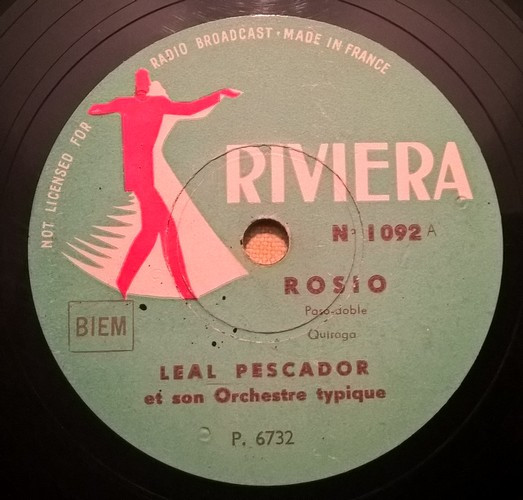 NOT LICENSED FOR RADIO BROADCAST · MADE IN FRANCE
RIVIERA
Nº 1092 A
ROSIO
Paso-doble
Quiroga
BIEM
LEAL PESCADOR
et son Orchestre typique
P. 6732